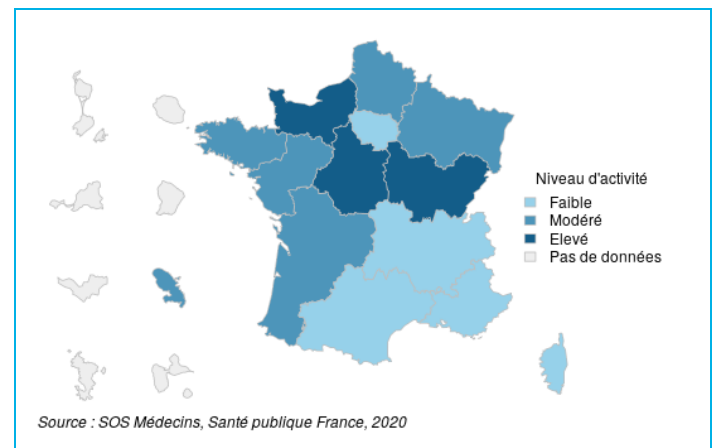 Niveau d'activité
Faible
Modéré
Elevé
Pas de données
Source : SOS Médecins, Santé publique France, 2020